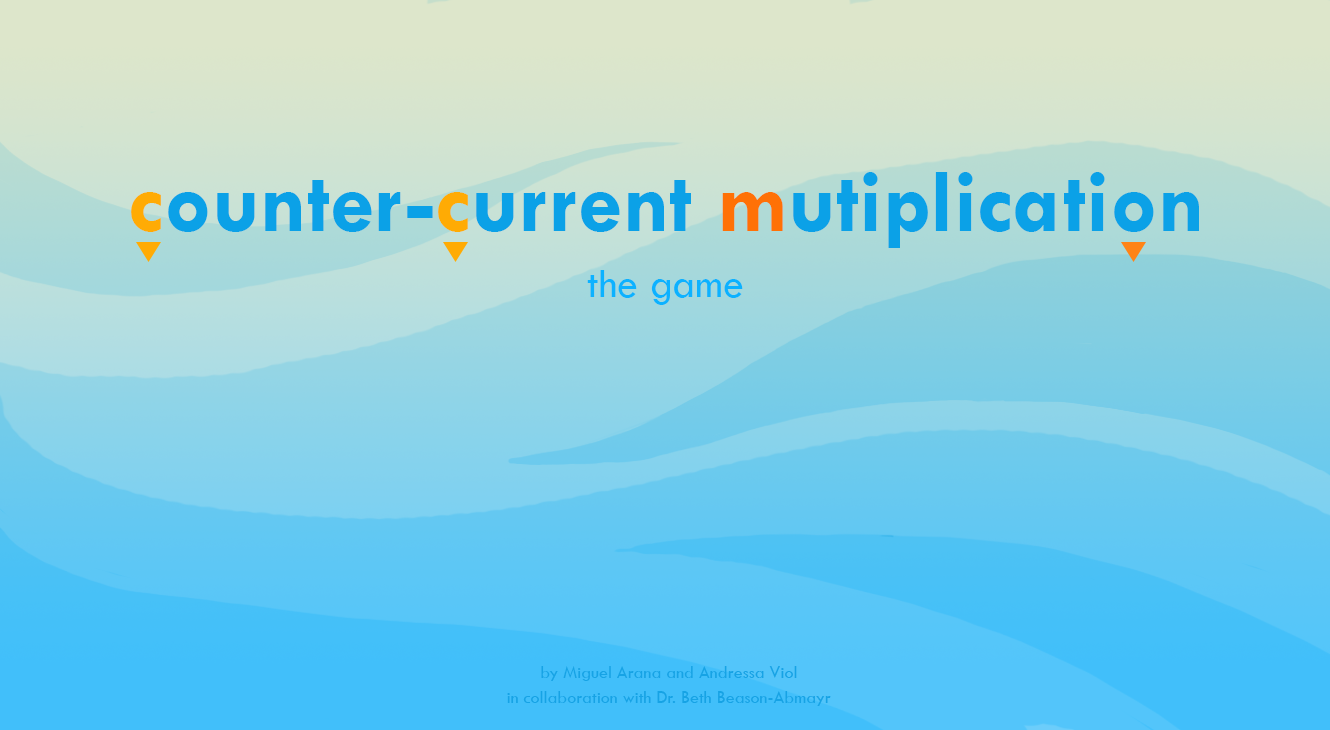 counter-current mutiplication
the game
by Miguel Arana and Andressa Viol
in collaboration with Dr. Beth Beason-Abmayr